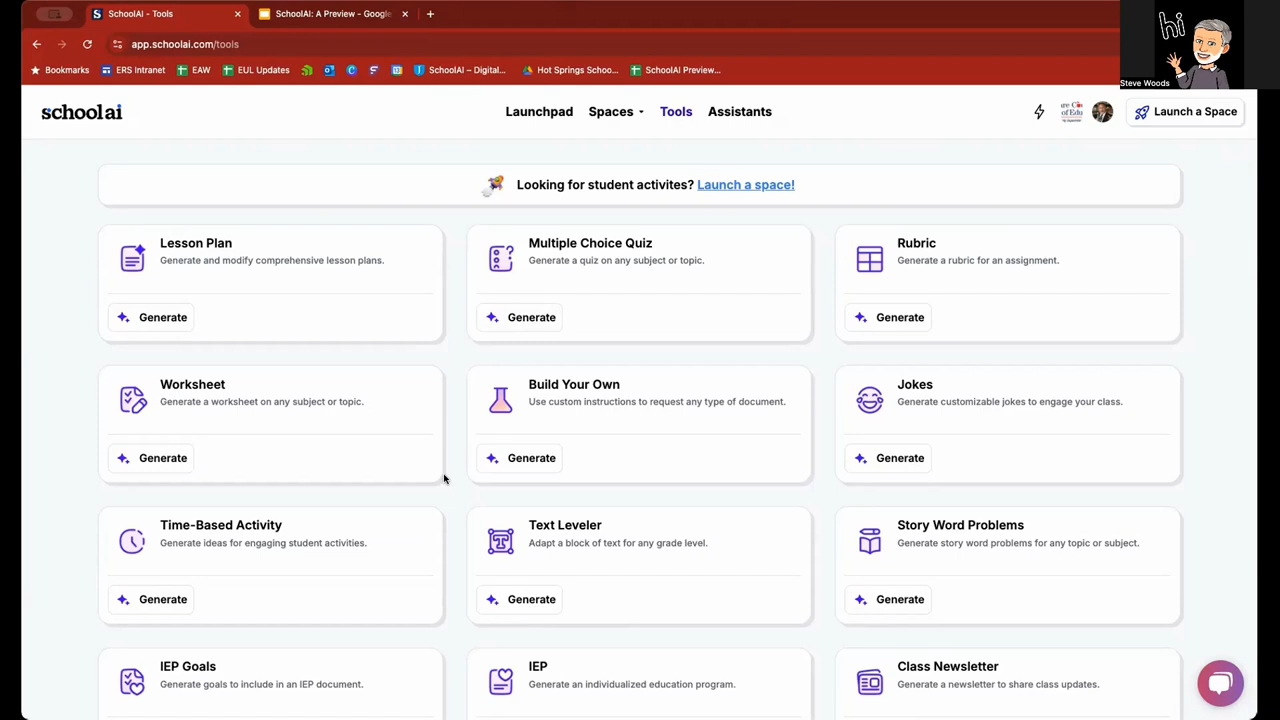 SchoolAI - Tools
SchoolAI: A Preview - Google
app.schoolai.com/tools
Bookmarks
ERS Intranet
EAW
EUL Updates
SchoolAI – Digital...
Hot Springs Schoo...
SchoolAI Preview...
hi
Steve Woods
school ai
Launchpad
Spaces
Tools
Assistants
Launch a Space
Looking for student activites? Launch a space!
Lesson Plan
Generate and modify comprehensive lesson plans.
Generate
Multiple Choice Quiz
Generate a quiz on any subject or topic.
Generate
Rubric
Generate a rubric for an assignment.
Generate
Worksheet
Generate a worksheet on any subject or topic.
Generate
Build Your Own
Use custom instructions to request any type of document.
Generate
Jokes
Generate customizable jokes to engage your class.
Generate
Time-Based Activity
Generate ideas for engaging student activities.
Generate
Text Leveler
Adapt a block of text for any grade level.
Generate
Story Word Problems
Generate story word problems for any topic or subject.
Generate
IEP Goals
Generate goals to include in an IEP document.
IEP
Generate an individualized education program.
Class Newsletter
Generate a newsletter to share class updates.